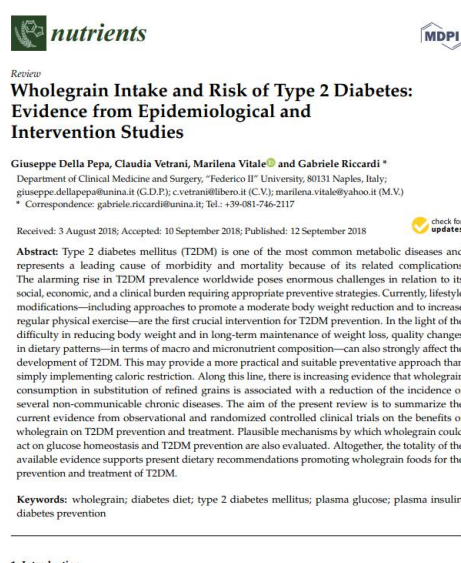 nutrients
MDPI
Review
Wholegrain Intake and Risk of Type 2 Diabetes:
Evidence from Epidemiological and
Intervention Studies
Giuseppe Della Pepa, Claudia Vetrani, Marilena Vitale and Gabriele Riccardi *
Department of Clinical Medicine and Surgery, “Federico II” University, 80131 Naples, Italy;
giuseppe.dellapepa@unina.it (G.D.P.); c.vetrani@libero.it (C.V.); marilena.vitale@yahoo.it (M.V.)
* Correspondence: gabriele.riccardi@unina.it; Tel.: +39-081-746-2117
Received: 3 August 2018; Accepted: 10 September 2018; Published: 12 September 2018
check for
updates
Abstract: Type 2 diabetes mellitus (T2DM) is one of the most common metabolic diseases and
represents a leading cause of morbidity and mortality because of its related complications
The alarming rise in T2DM prevalence worldwide poses enormous challenges in relation to its
social, economic, and a clinical burden requiring appropriate preventive strategies. Currently, lifestyle
modifications—including approaches to promote a moderate body weight reduction and to increase
regular physical exercise—are the first crucial intervention for T2DM prevention. In the light of the
difficulty in reducing body weight and in long-term maintenance of weight loss, quality changes
in dietary patterns—in terms of macro and micronutrient composition—can also strongly affect the
development of T2DM. This may provide a more practical and suitable preventative approach than
simply implementing caloric restriction. Along this line, there is increasing evidence that wholegrain
consumption in substitution of refined grains is associated with a reduction of the incidence of
several non-communicable chronic diseases. The aim of the present review is to summarize the
current evidence from observational and randomized controlled clinical trials on the benefits of
wholegrain on T2DM prevention and treatment. Plausible mechanisms by which wholegrain could
act on glucose homeostasis and T2DM prevention are also evaluated. Altogether, the totality of the
available evidence supports present dietary recommendations promoting wholegrain foods for the
prevention and treatment of T2DM.
Keywords: wholegrain; diabetes diet; type 2 diabetes mellitus; plasma glucose; plasma insulin
diabetes prevention